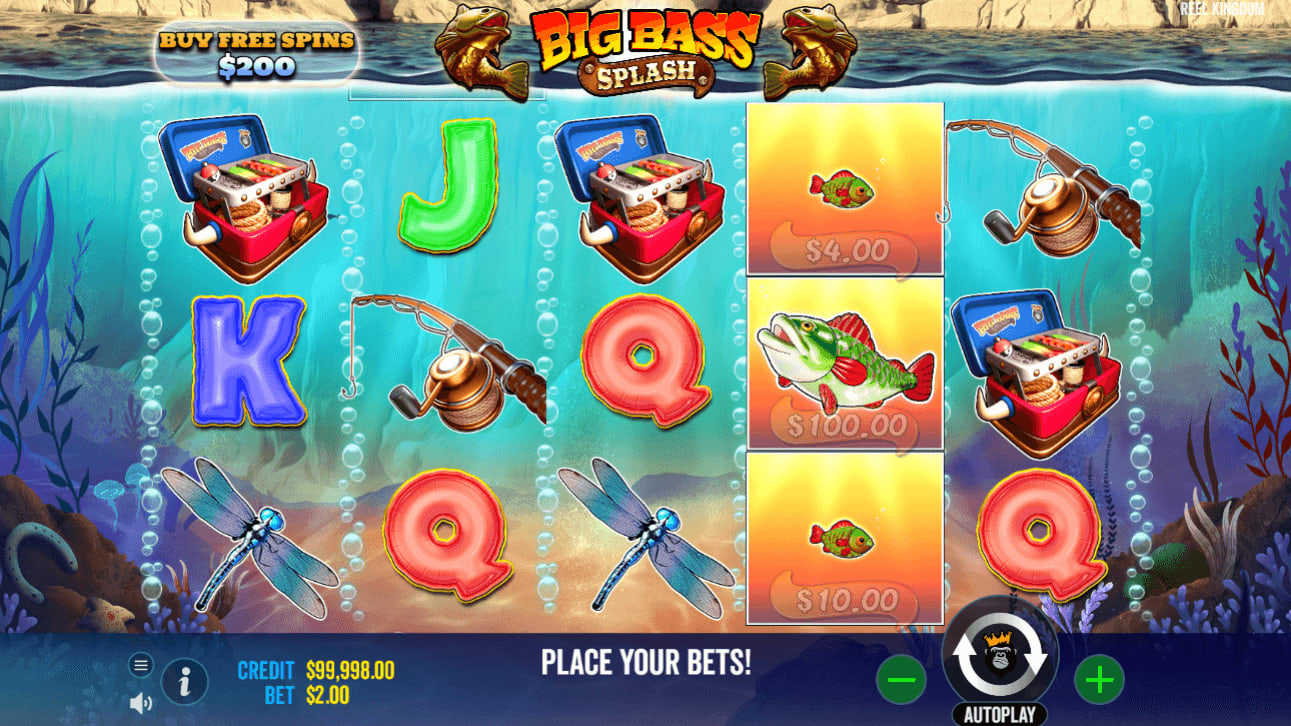 REEL KINGDOM
BUY FREE SPINS
$200
BIG BASS
SPLASH
J
$4.00
K
Q
$100.00
Q
$10.00
Q
CREDIT $99,998.00
BET $2.00
PLACE YOUR BETS!
AUTOPLAY